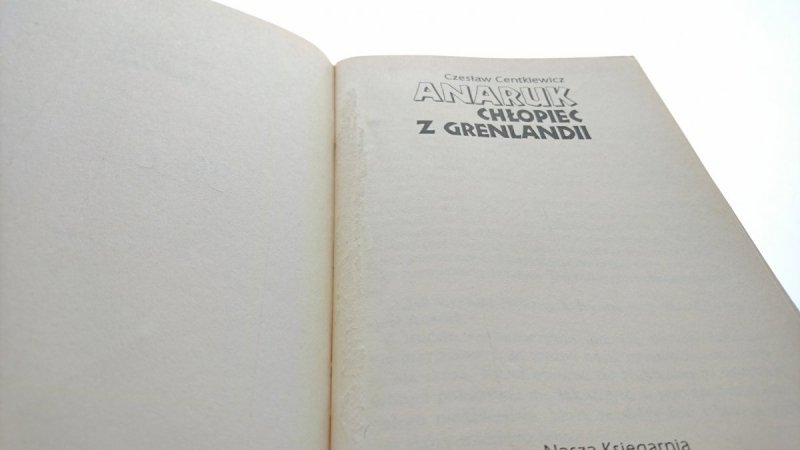 Czesław Centkiewicz
ANARUK
CHŁOPIEC
Z GRENLANDII
Nasza Księgarnia